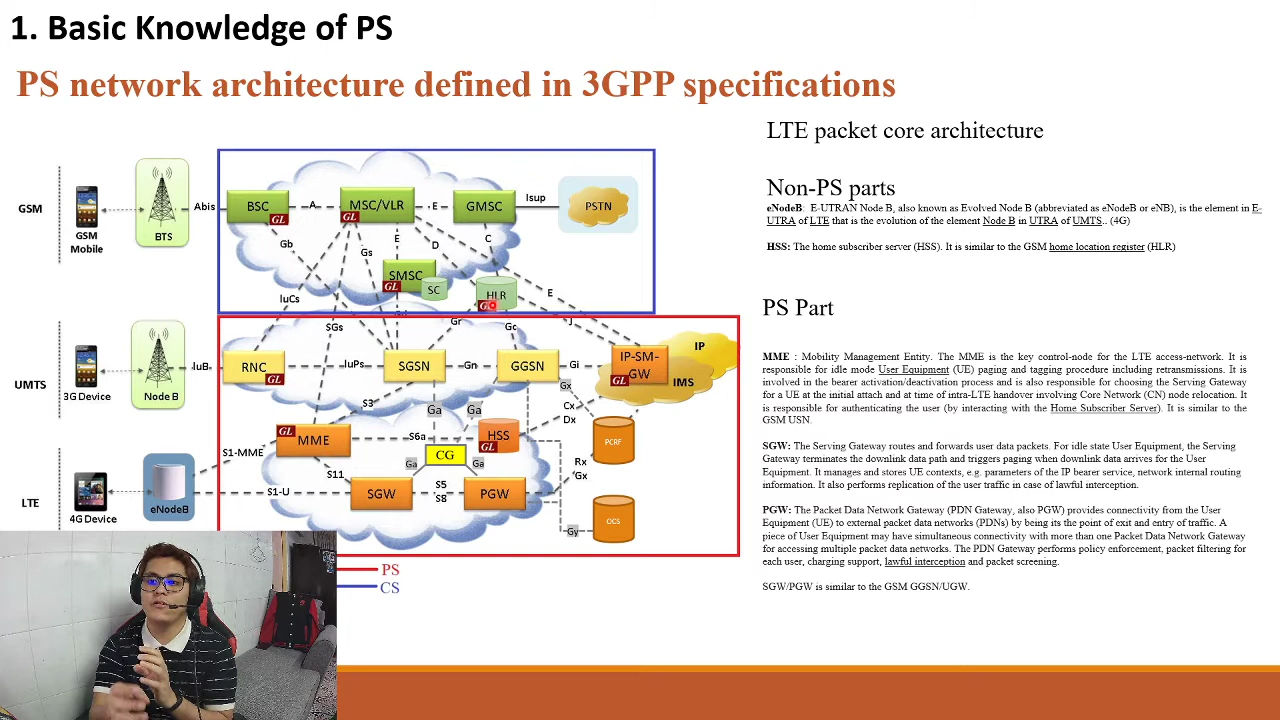 1. Basic Knowledge of PS
PS network architecture defined in 3GPP specifications
GSM
GSM
Mobile
BTS
Abis
BSC
GL
A
MSC/VLR
GL
E
GMSC
Isup
PSTN
Gb
Gs
E
D
C
SMSC
GL
SC
HLR
E
IuCs
SGs
Gr
Gc
J
UMTS
3G Device
Node B
IuB
RNC
GL
IuPs
SGSN
Gn
GGSN
Gi
IP-SM-
GW
GL
IP
IMS
Gx
S3
Ga
Ga
Cx
Dx
MME
GL
S6a
HSS
GL
PCRF
S1-MME
CG
Ga
Ga
S11
Rx
Gx
LTE
4G Device
eNodeB
S1-U
SGW
S5
S8
PGW
OCS
Gy
PS
CS
LTE packet core architecture
Non-PS parts
eNodeB: E-UTRAN Node B, also known as Evolved Node B (abbreviated as eNodeB or eNB), is the element in E-
UTRA of LTE that is the evolution of the element Node B in UTRA of UMTS.. (4G)
HSS: The home subscriber server (HSS). It is similar to the GSM home location register (HLR)
PS Part
MME : Mobility Management Entity. The MME is the key control-node for the LTE access-network. It is
responsible for idle mode User Equipment (UE) paging and tagging procedure including retransmissions. It is
involved in the bearer activation/deactivation process and is also responsible for choosing the Serving Gateway
for a UE at the initial attach and at time of intra-LTE handover involving Core Network (CN) node relocation. It
is responsible for authenticating the user (by interacting with the Home Subscriber Server). It is similar to the
GSM USN.
SGW: The Serving Gateway routes and forwards user data packets. For idle state User Equipment, the Serving
Gateway terminates the downlink data path and triggers paging when downlink data arrives for the User
Equipment. It manages and stores UE contexts, e.g. parameters of the IP bearer service, network internal routing
information. It also performs replication of the user traffic in case of lawful interception.
PGW: The Packet Data Network Gateway (PDN Gateway, also PGW) provides connectivity from the User
Equipment (UE) to external packet data networks (PDNs) by being its the point of exit and entry of traffic. A
piece of User Equipment may have simultaneous connectivity with more than one Packet Data Network Gateway
for accessing multiple packet data networks. The PDN Gateway performs policy enforcement, packet filtering for
each user, charging support, lawful interception and packet screening.
SGW/PGW is similar to the GSM GGSN/UGW.